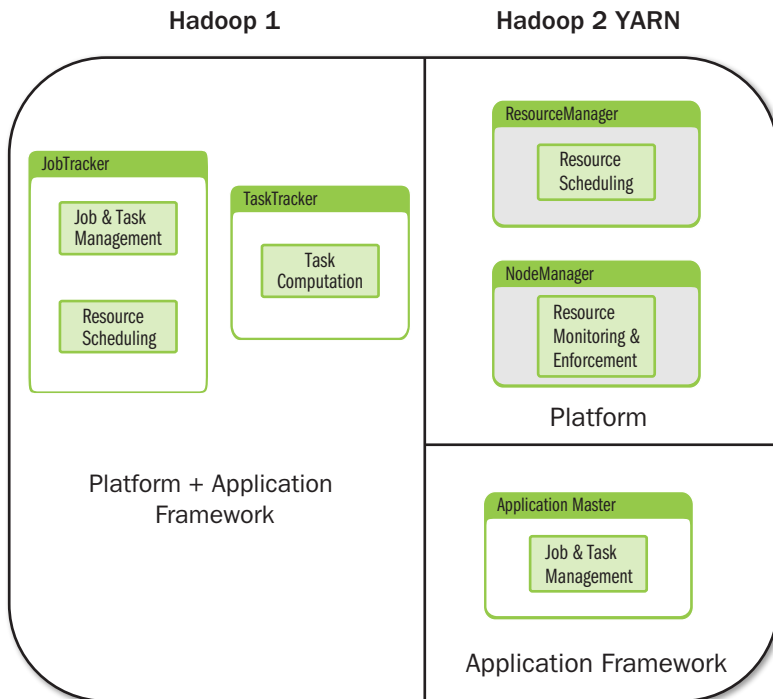 Hadoop 1
Hadoop 2 YARN
JobTracker
Job & Task
Management
Resource
Scheduling
TaskTracker
Task
Computation
Platform + Application
Framework
ResourceManager
Resource
Scheduling
NodeManager
Resource
Monitoring &
Enforcement
Platform
Application Master
Job & Task
Management
Application Framework